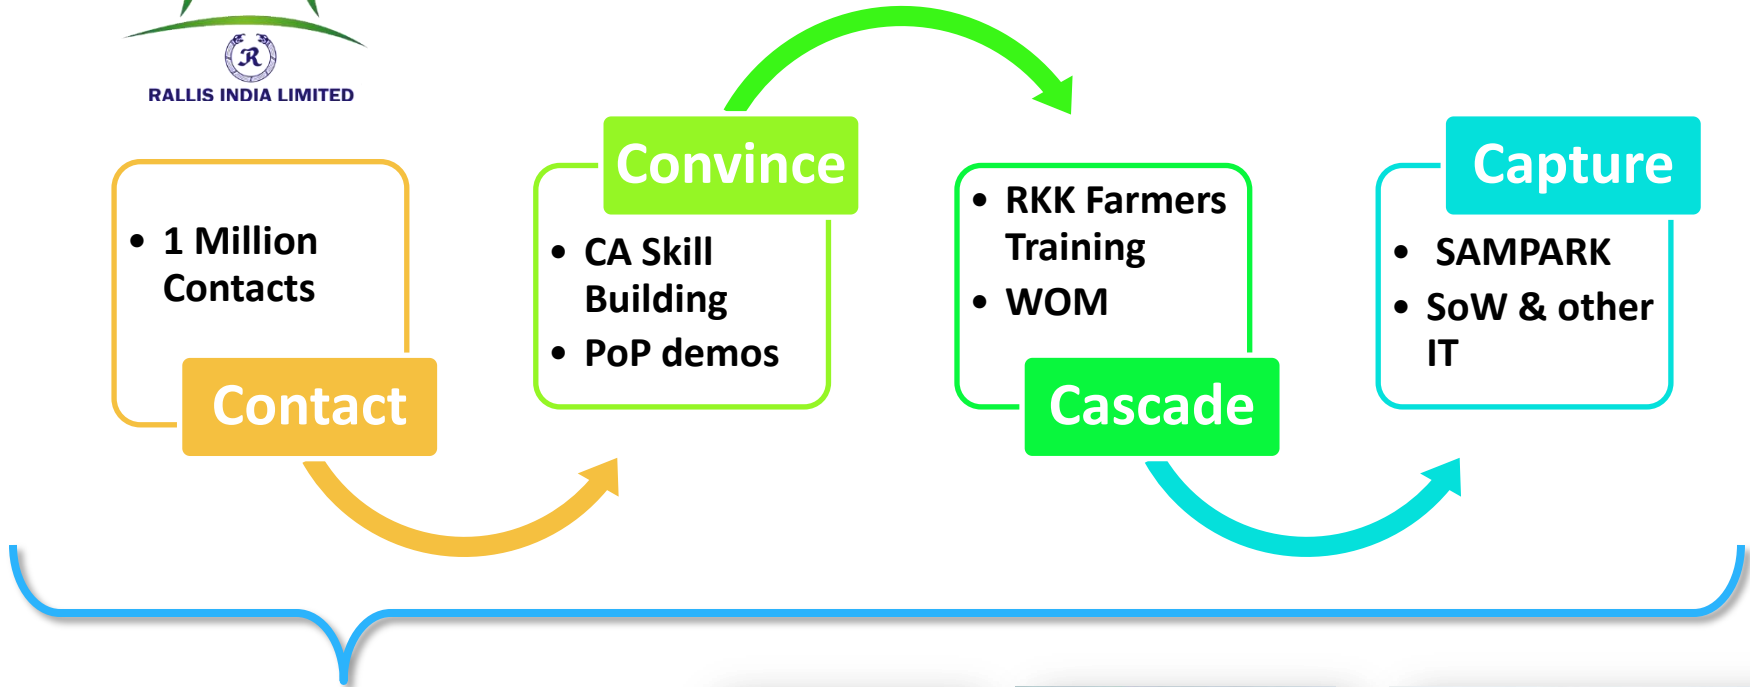 R
RALLIS INDIA LIMITED
• 1 Million
Contacts
Contact
Convince
• CA Skill
Building
• PoP demos
• RKK Farmers
Training
• WOM
Cascade
Capture
• SAMPARK
• SoW & other
IT